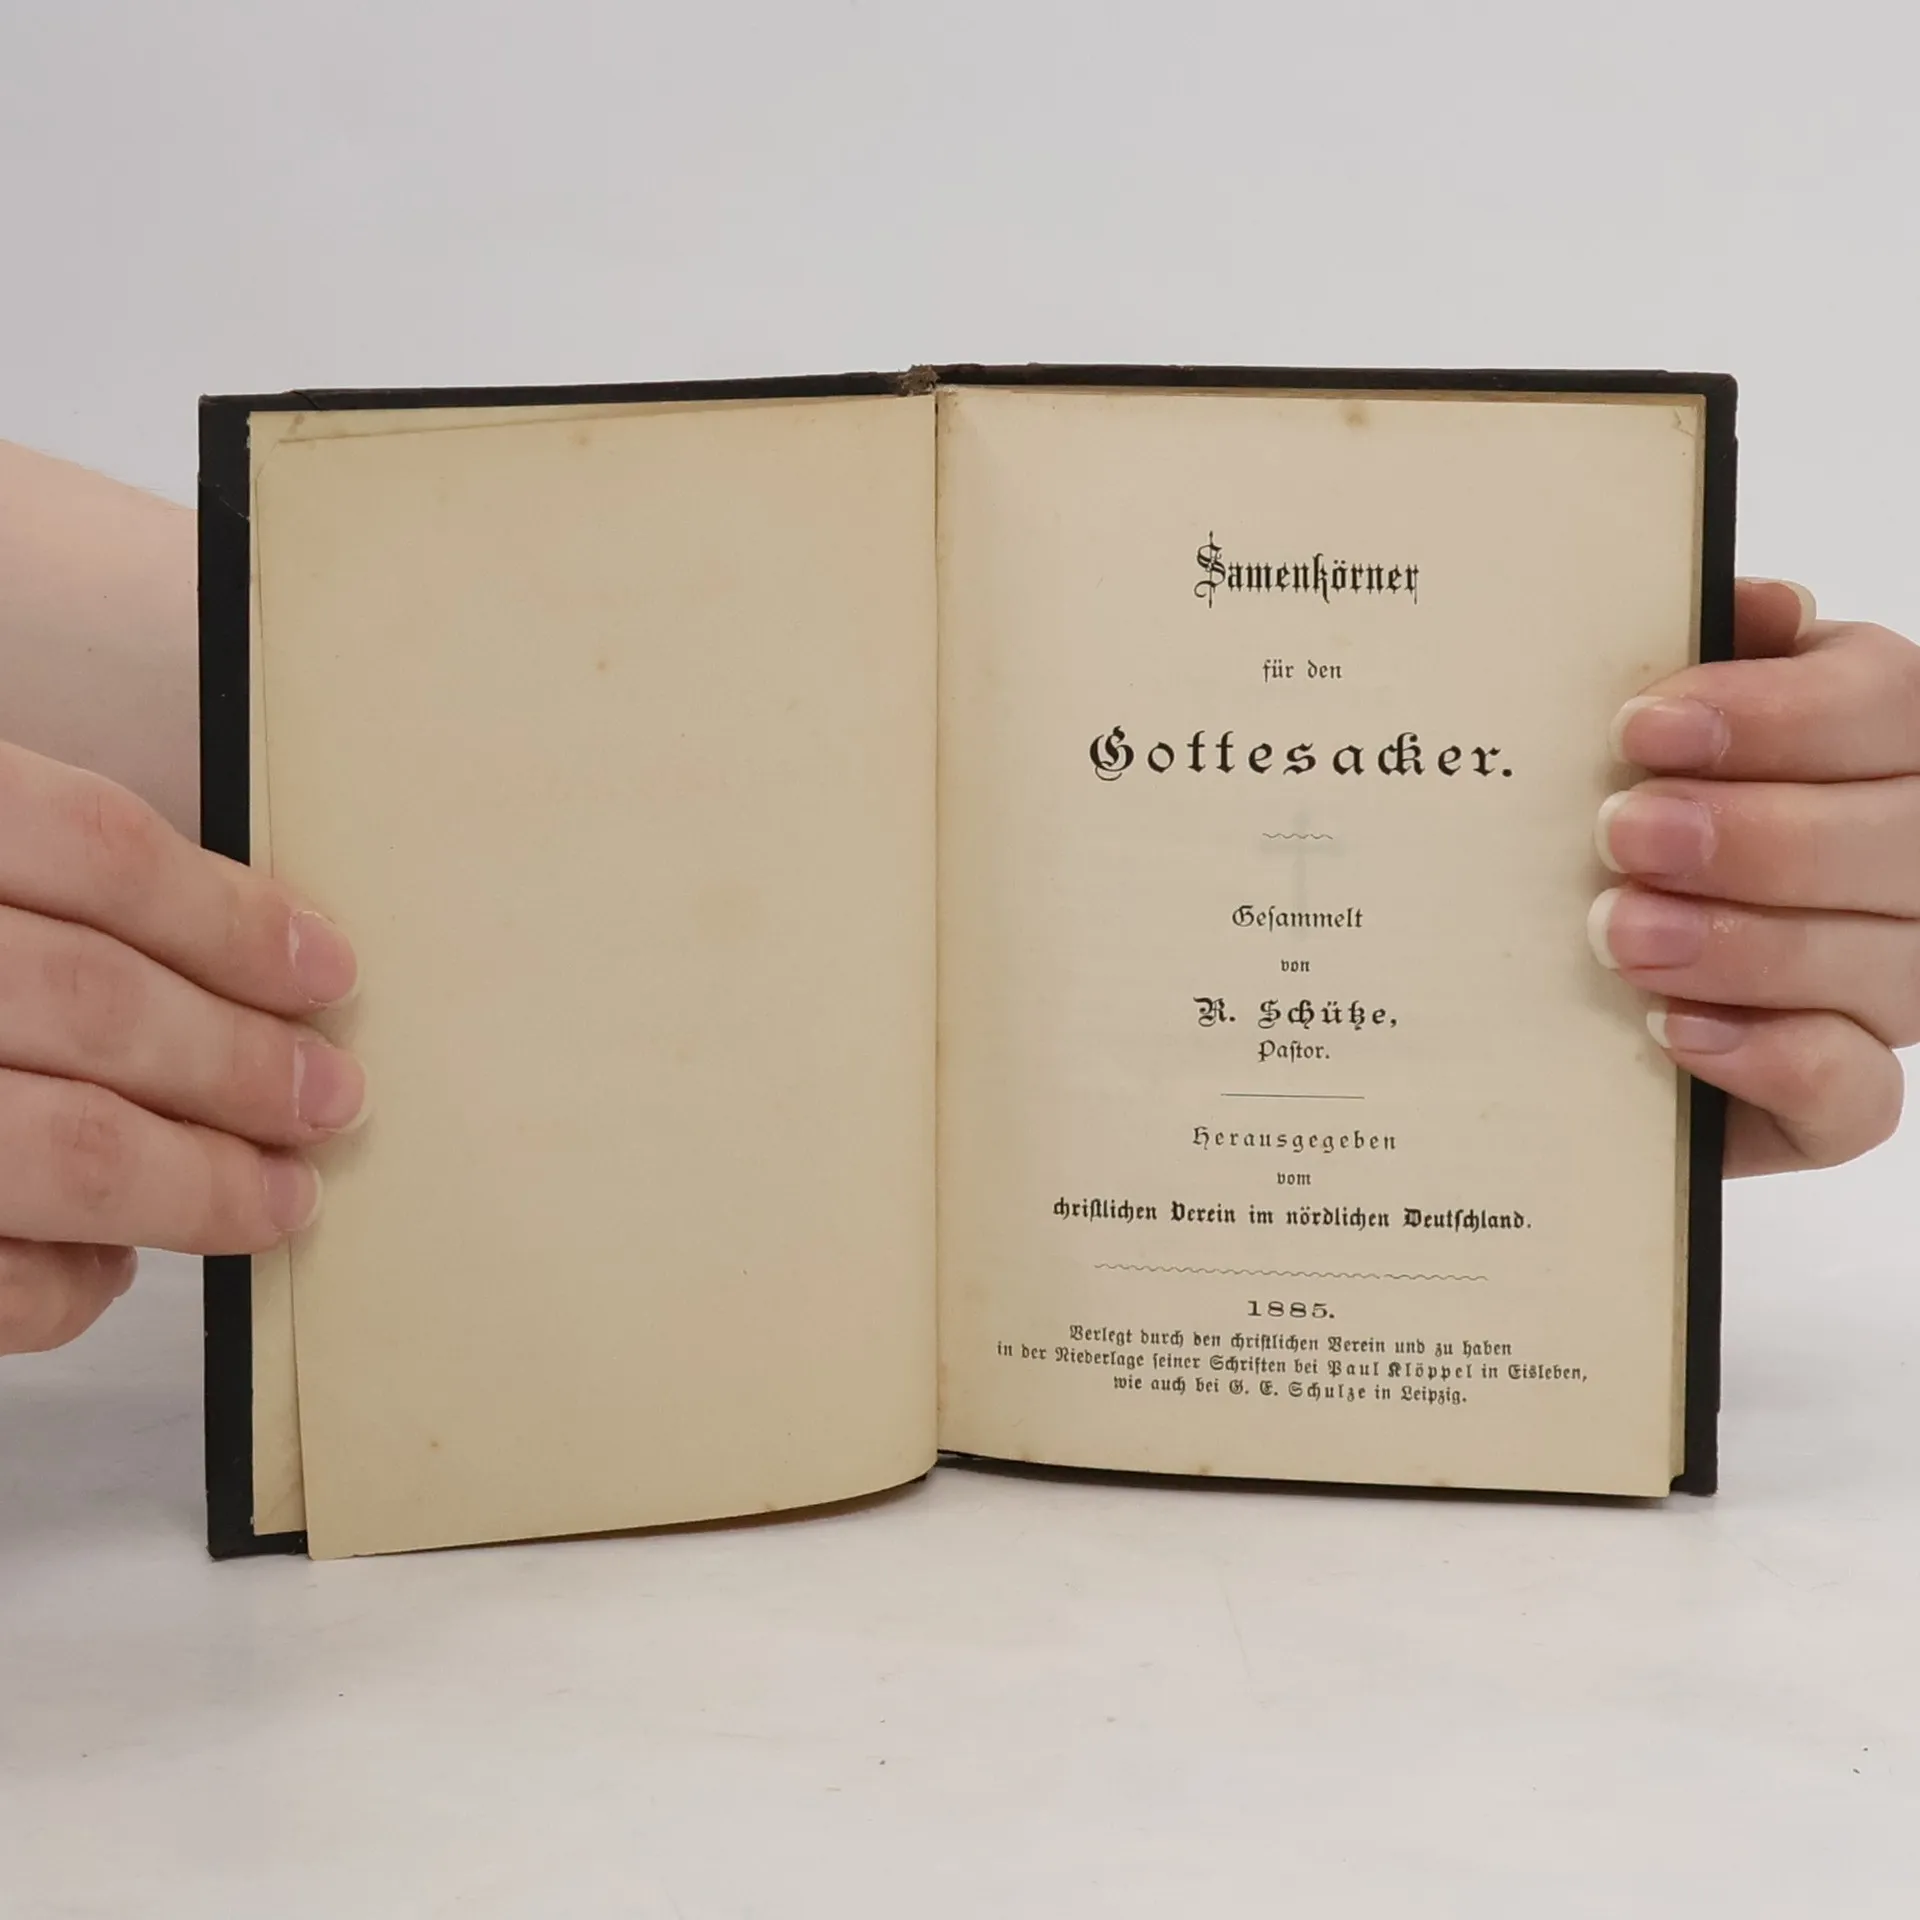 Samenkörner
für den
Gottesacker.
Geſammelt
von
R. Schütze,
Paſtor.
Herausgegeben
vom
chriſtlichen Verein im nördlichen Deutſchland.
1885.
Verlegt durch den chriſtlichen Verein und zu haben
in der Niederlage ſeiner Schriften bei Paul Klöppel in Eisleben,
wie auch bei G. E. Schulze in Leipzig.